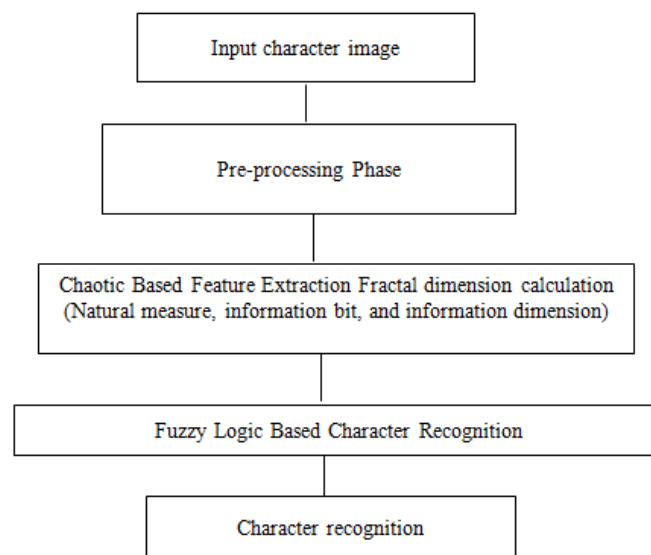 Input character image
Pre-processing Phase
Chaotic Based Feature Extraction Fractal dimension calculation
(Natural measure, information bit, and information dimension)
Fuzzy Logic Based Character Recognition
Character recognition